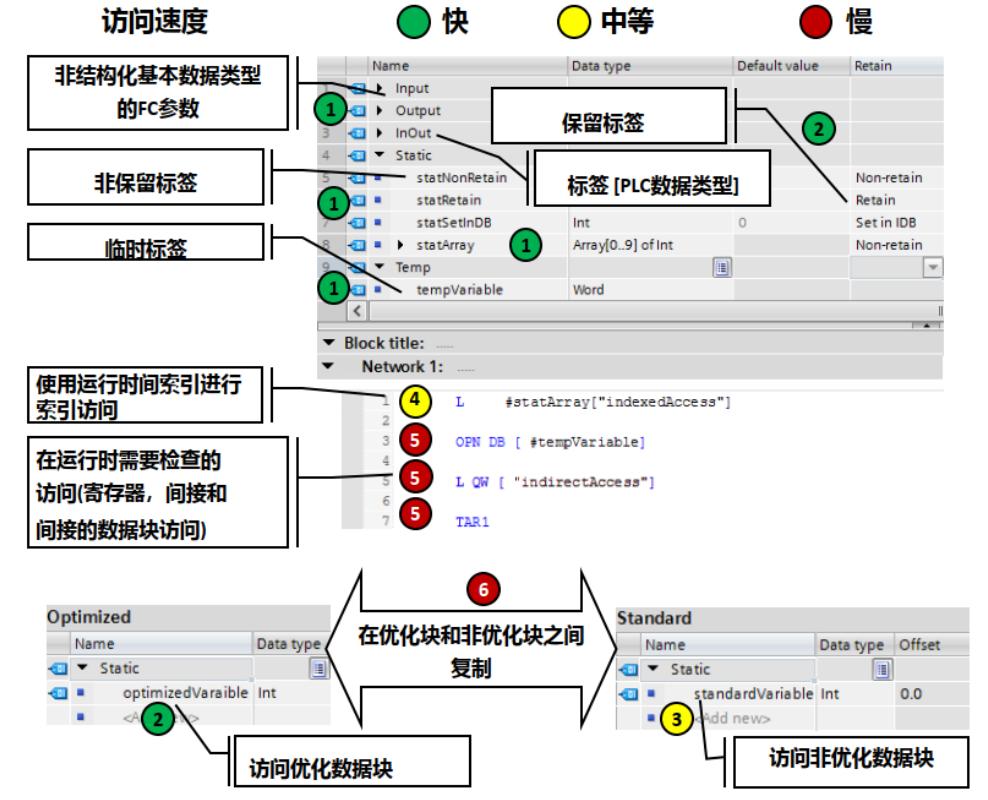 访问速度 快 中等 慢
Name Data type Default value Retain
非结构化基本数据类型
的FC参数
1 Input
1 Output
保留标签
2
3 InOut
标签 [PLC数据类型]
4 Static
非保留标签
5 statNonRetain Non-retain
1 statRetain Retain
7 statSetInDB Int 0 Set in IDB
8 statArray 1 Array[0..9] of Int Non-retain
临时标签
9 Temp
1 tempVariable Word
Block title: .....
Network 1: .....
使用运行时间索引进行
索引访问
1 4 L #statArray["indexedAccess"]
2
3 5 OPN DB [ #tempVariable]
4
在运行时需要检查的
访问(寄存器，间接和
间接的数据块访问)
5 5 L QW [ "indirectAccess"]
6
7 5 TAR1
6
在优化块和非优化块之间
复制
Optimized
Name Data type
Static
optimizedVaraible Int
2
访问优化数据块
Standard
Name Data type Offset
Static
standardVariable Int 0.0
3 <Add new>
访问非优化数据块